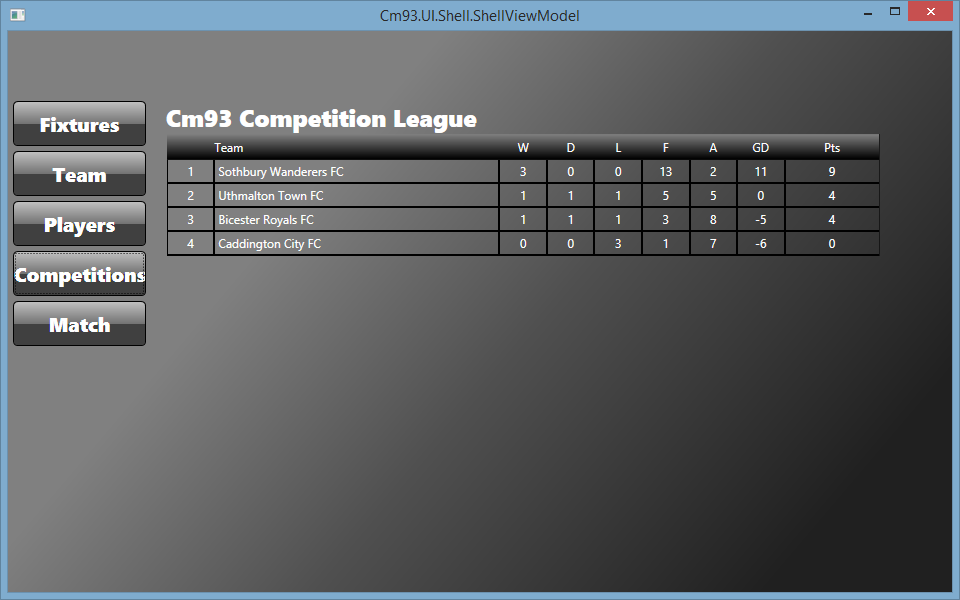 Cm93.UI.Shell.ShellViewModel
Fixtures
Team
Players
Competitions
Match
Cm93 Competition League
Team W D L F A GD Pts
1 Sothbury Wanderers FC 3 0 0 13 2 11 9
2 Uthmalton Town FC 1 1 1 5 5 0 4
3 Bicester Royals FC 1 1 1 3 8 -5 4
4 Caddington City FC 0 0 3 1 7 -6 0